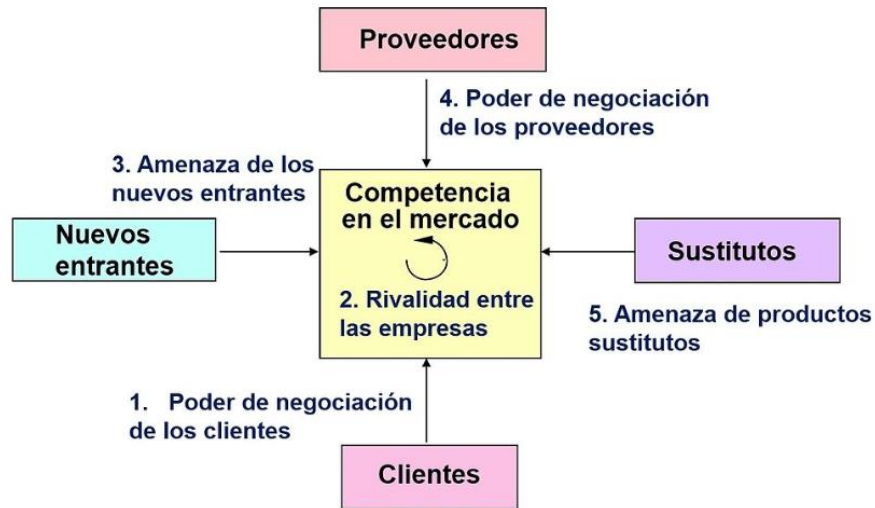 Proveedores
4. Poder de negociación
de los proveedores
3. Amenaza de los
nuevos entrantes
Competencia
en el mercado
Nuevos
entrantes
Sustitutos
2. Rivalidad entre
las empresas
5. Amenaza de productos
sustitutos
1. Poder de negociación
de los clientes
Clientes